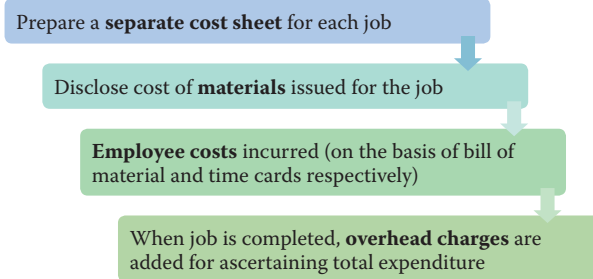 Prepare a separate cost sheet for each job
Disclose cost of materials issued for the job
Employee costs incurred (on the basis of bill of
material and time cards respectively)
When job is completed, overhead charges are
added for ascertaining total expenditure